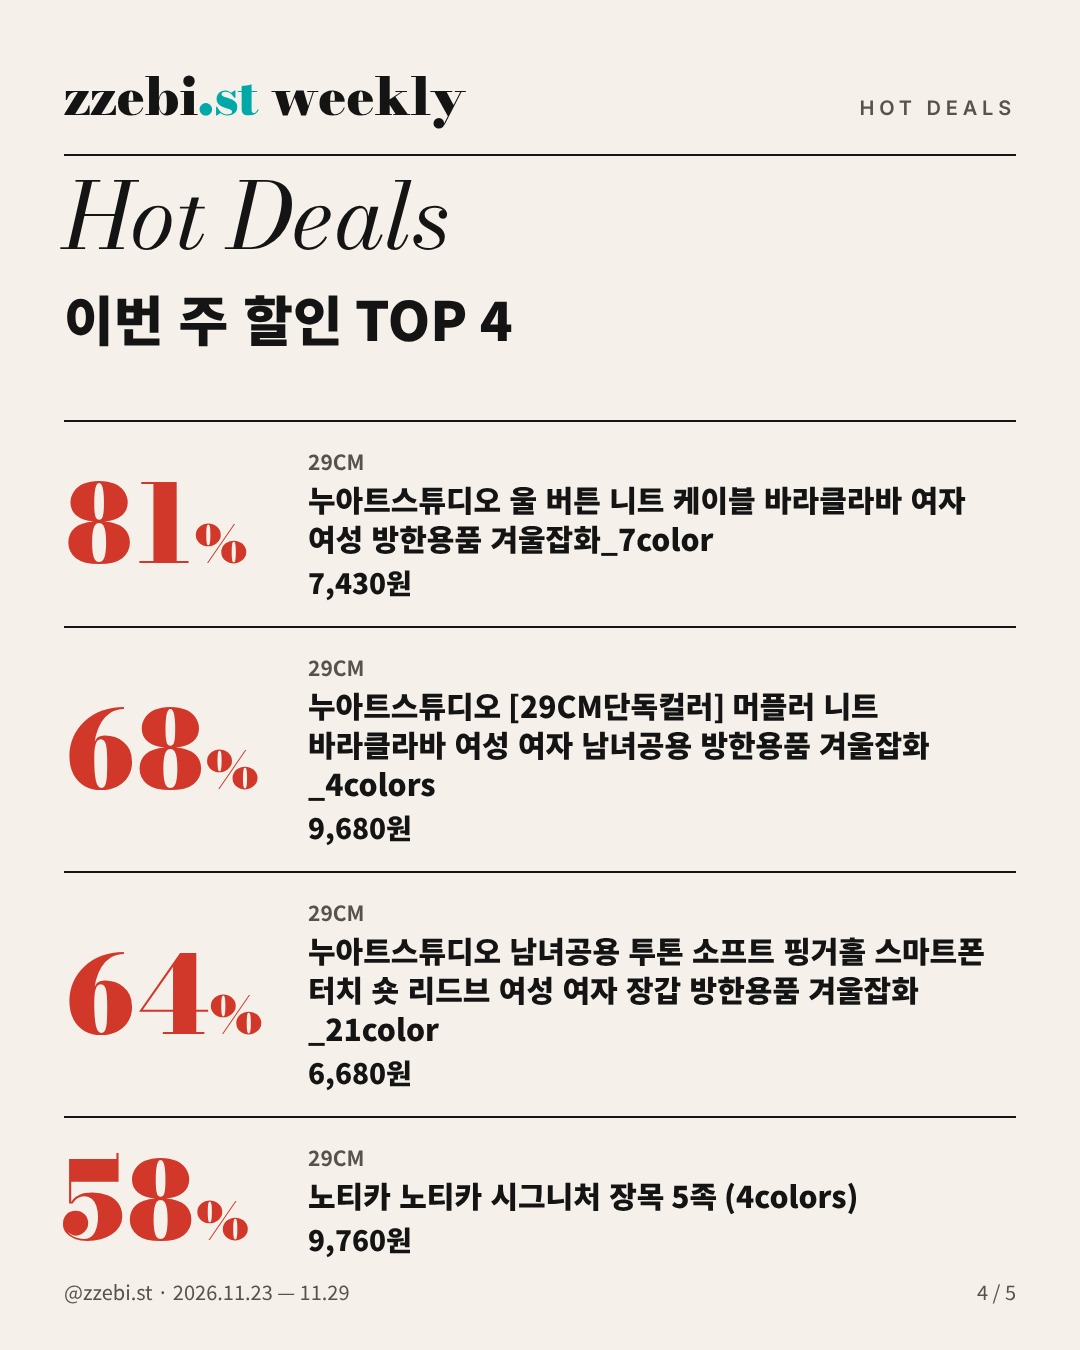 zzebi.st weekly
HOT DEALS
Hot Deals
이번 주 할인 TOP 4
81%
29CM
누아트스튜디오 울 버튼 니트 케이블 바라클라바 여자
여성 방한용품 겨울잡화_7color
7,430원
68%
29CM
누아트스튜디오 [29CM단독컬러] 머플러 니트
바라클라바 여성 여자 남녀공용 방한용품 겨울잡화
_4colors
9,680원
64%
29CM
누아트스튜디오 남녀공용 투톤 소프트 핑거홀 스마트폰
터치 숏 리드브 여성 여자 장갑 방한용품 겨울잡화
_21color
6,680원
58%
29CM
노티카 노티카 시그니처 장목 5족 (4colors)
9,760원
@zzebi.st · 2026.11.23 — 11.29
4 / 5